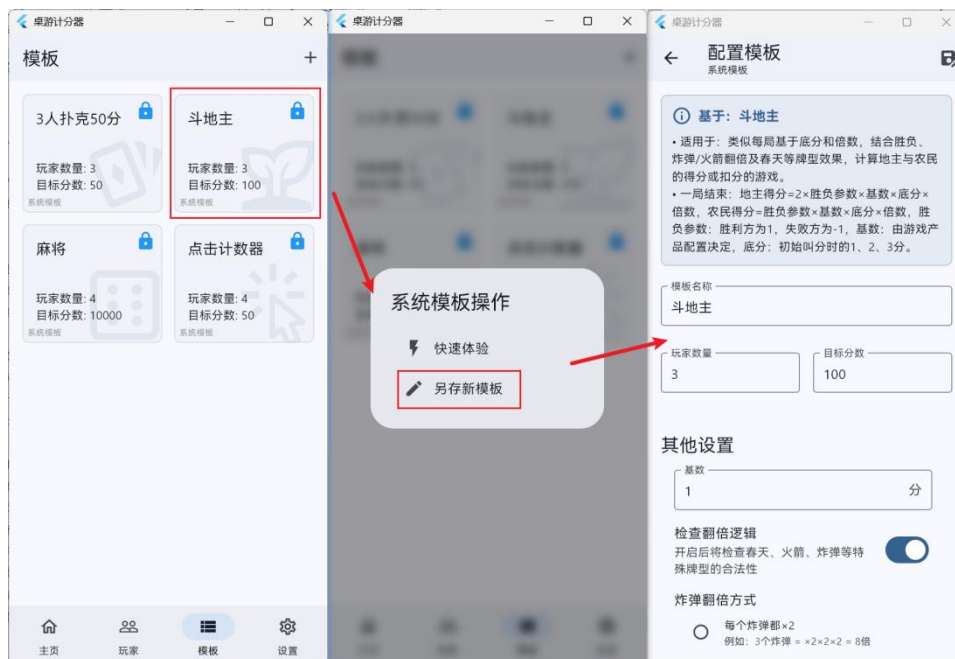 桌游计分器
模板
3人扑克50分
玩家数量: 3
目标分数: 50
系统模板
斗地主
玩家数量: 3
目标分数: 100
系统模板
麻将
玩家数量: 4
目标分数: 10000
系统模板
点击计数器
玩家数量: 4
目标分数: 50
系统模板
主页
玩家
模板
设置
桌游计分器
系统模板操作
快速体验
另存新模板
桌游计分器
配置模板
系统模板
基于：斗地主
• 适用于：类似每局基于底分和倍数，结合胜负、
炸弹/火箭翻倍及春天等牌型效果，计算地主与农民
的得分或扣分的游戏。
• 一局结束：地主得分=2×胜负参数×基数×底分×
倍数，农民得分=胜负参数×基数×底分×倍数，胜
负参数：胜利方为1，失败方为-1，基数：由游戏产
品配置决定，底分：初始叫分时的1、2、3分。
模板名称
斗地主
玩家数量
3
目标分数
100
其他设置
基数
1
分
检查翻倍逻辑
开启后将检查春天、火箭、炸弹等特
殊牌型的合法性
炸弹翻倍方式
每个炸弹都×2
例如：3个炸弹 = ×2×2×2 = 8倍